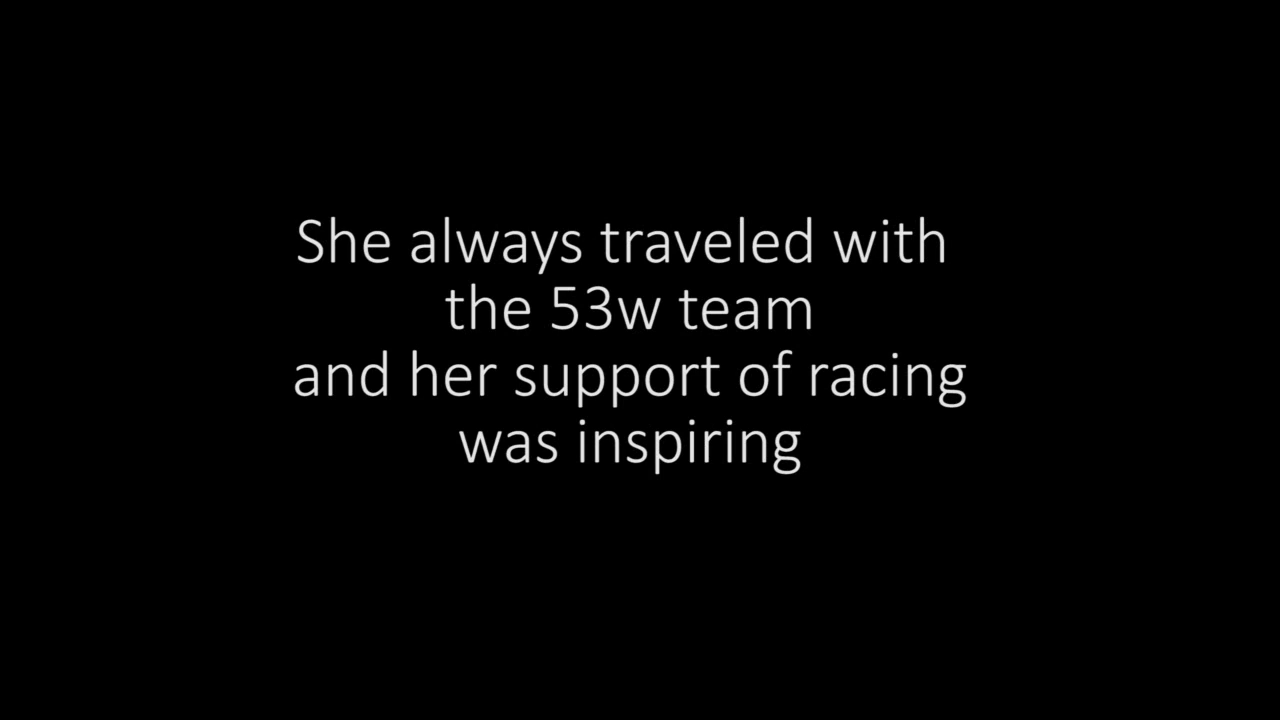 She always traveled with
the 53w team
and her support of racing
was inspiring